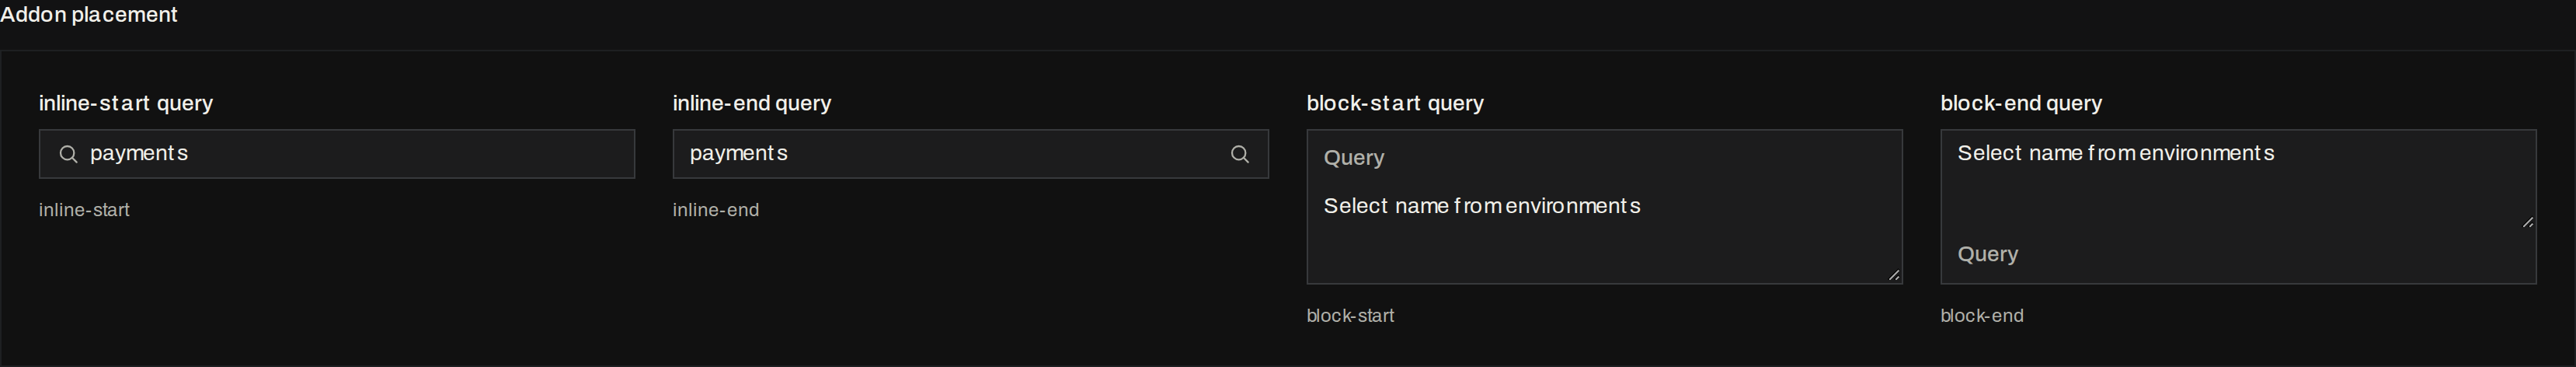 Addon placement
inline-start query
payments
inline-start
inline-end query
payments
inline-end
block-start query
Query
Select name from environments
block-start
block-end query
Select name from environments
Query
block-end